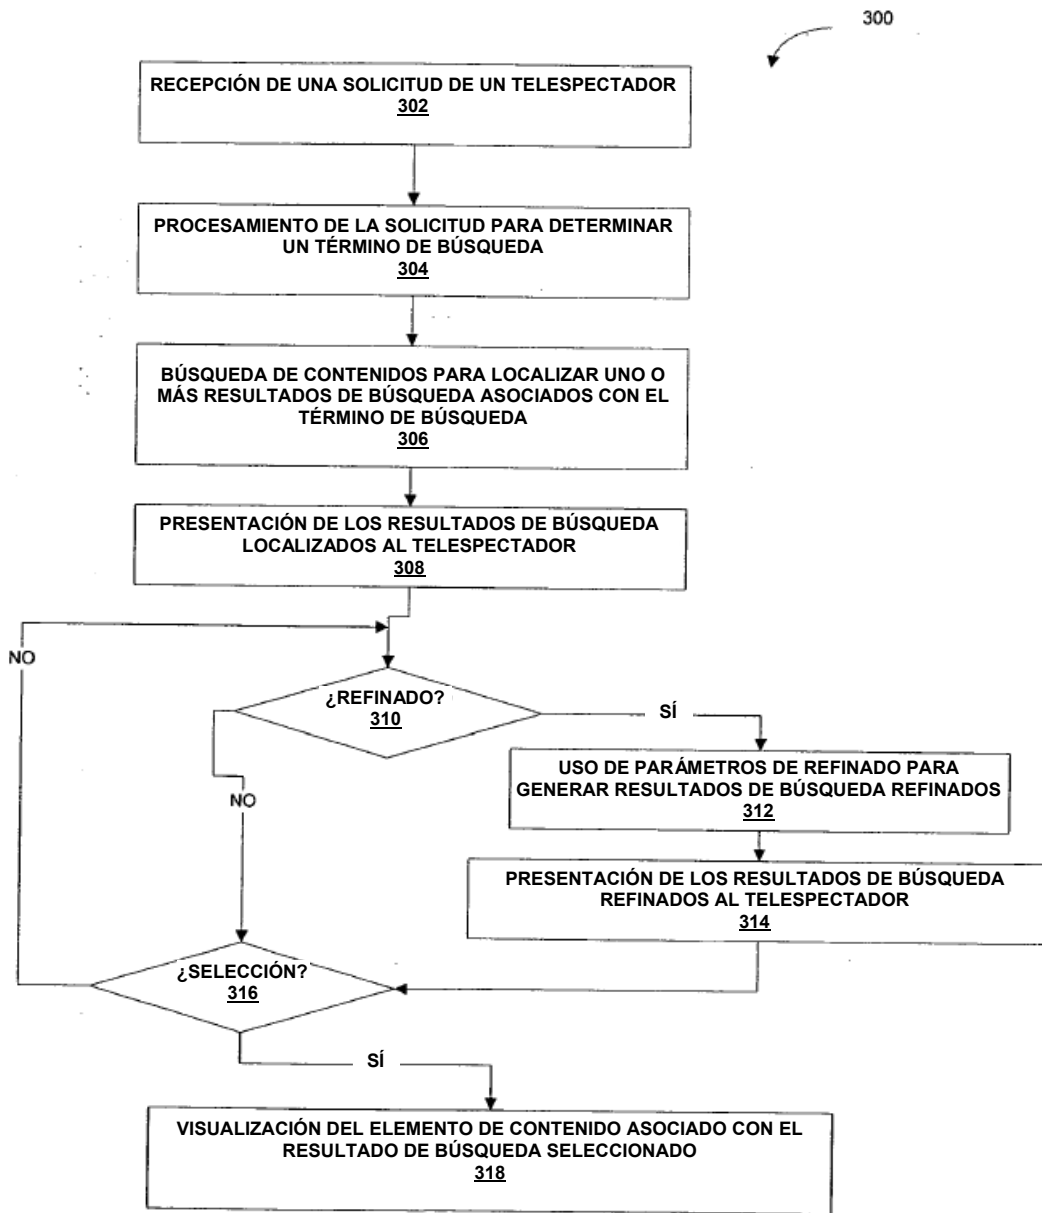 300
RECEPCIÓN DE UNA SOLICITUD DE UN TELESPECTADOR
302
PROCESAMIENTO DE LA SOLICITUD PARA DETERMINAR
UN TÉRMINO DE BÚSQUEDA
304
BÚSQUEDA DE CONTENIDOS PARA LOCALIZAR UNO O
MÁS RESULTADOS DE BÚSQUEDA ASOCIADOS CON EL
TÉRMINO DE BÚSQUEDA
306
PRESENTACIÓN DE LOS RESULTADOS DE BÚSQUEDA
LOCALIZADOS AL TELESPECTADOR
308
NO
¿REFINADO?
310
SÍ
USO DE PARÁMETROS DE REFINADO PARA
GENERAR RESULTADOS DE BÚSQUEDA REFINADOS
312
NO
PRESENTACIÓN DE LOS RESULTADOS DE BÚSQUEDA
REFINADOS AL TELESPECTADOR
314
¿SELECCIÓN?
316
SÍ
VISUALIZACIÓN DEL ELEMENTO DE CONTENIDO ASOCIADO CON EL
RESULTADO DE BÚSQUEDA SELECCIONADO
318